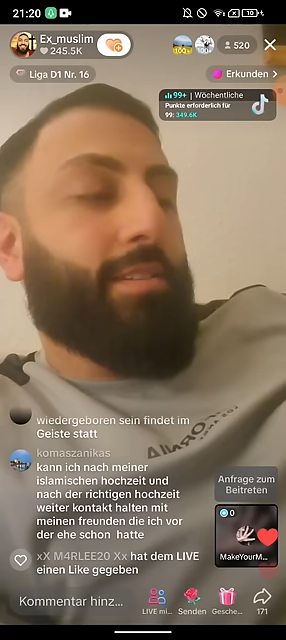 21:20
Ex_muslim
245.5K
100+
520
Liga D1 Nr. 16
Erkunden >
99+ | Wöchentliche
Punkte erforderlich für
99: 349.6K
wiedergeboren sein findet im
Geiste statt
komaszanikas
kann ich nach meiner
islamischen hochzeit und
nach der richtigen hochzeit
weiter kontakt halten mit
meinen freunden die ich vor
der ehe schon hatte
xX M4RLEE20 Xx hat dem LIVE
einen Like gegeben
Anfrage zum
Beitreten
0
MakeYourM...
Kommentar hinz...
LIVE mi...
Senden
Gesche...
171